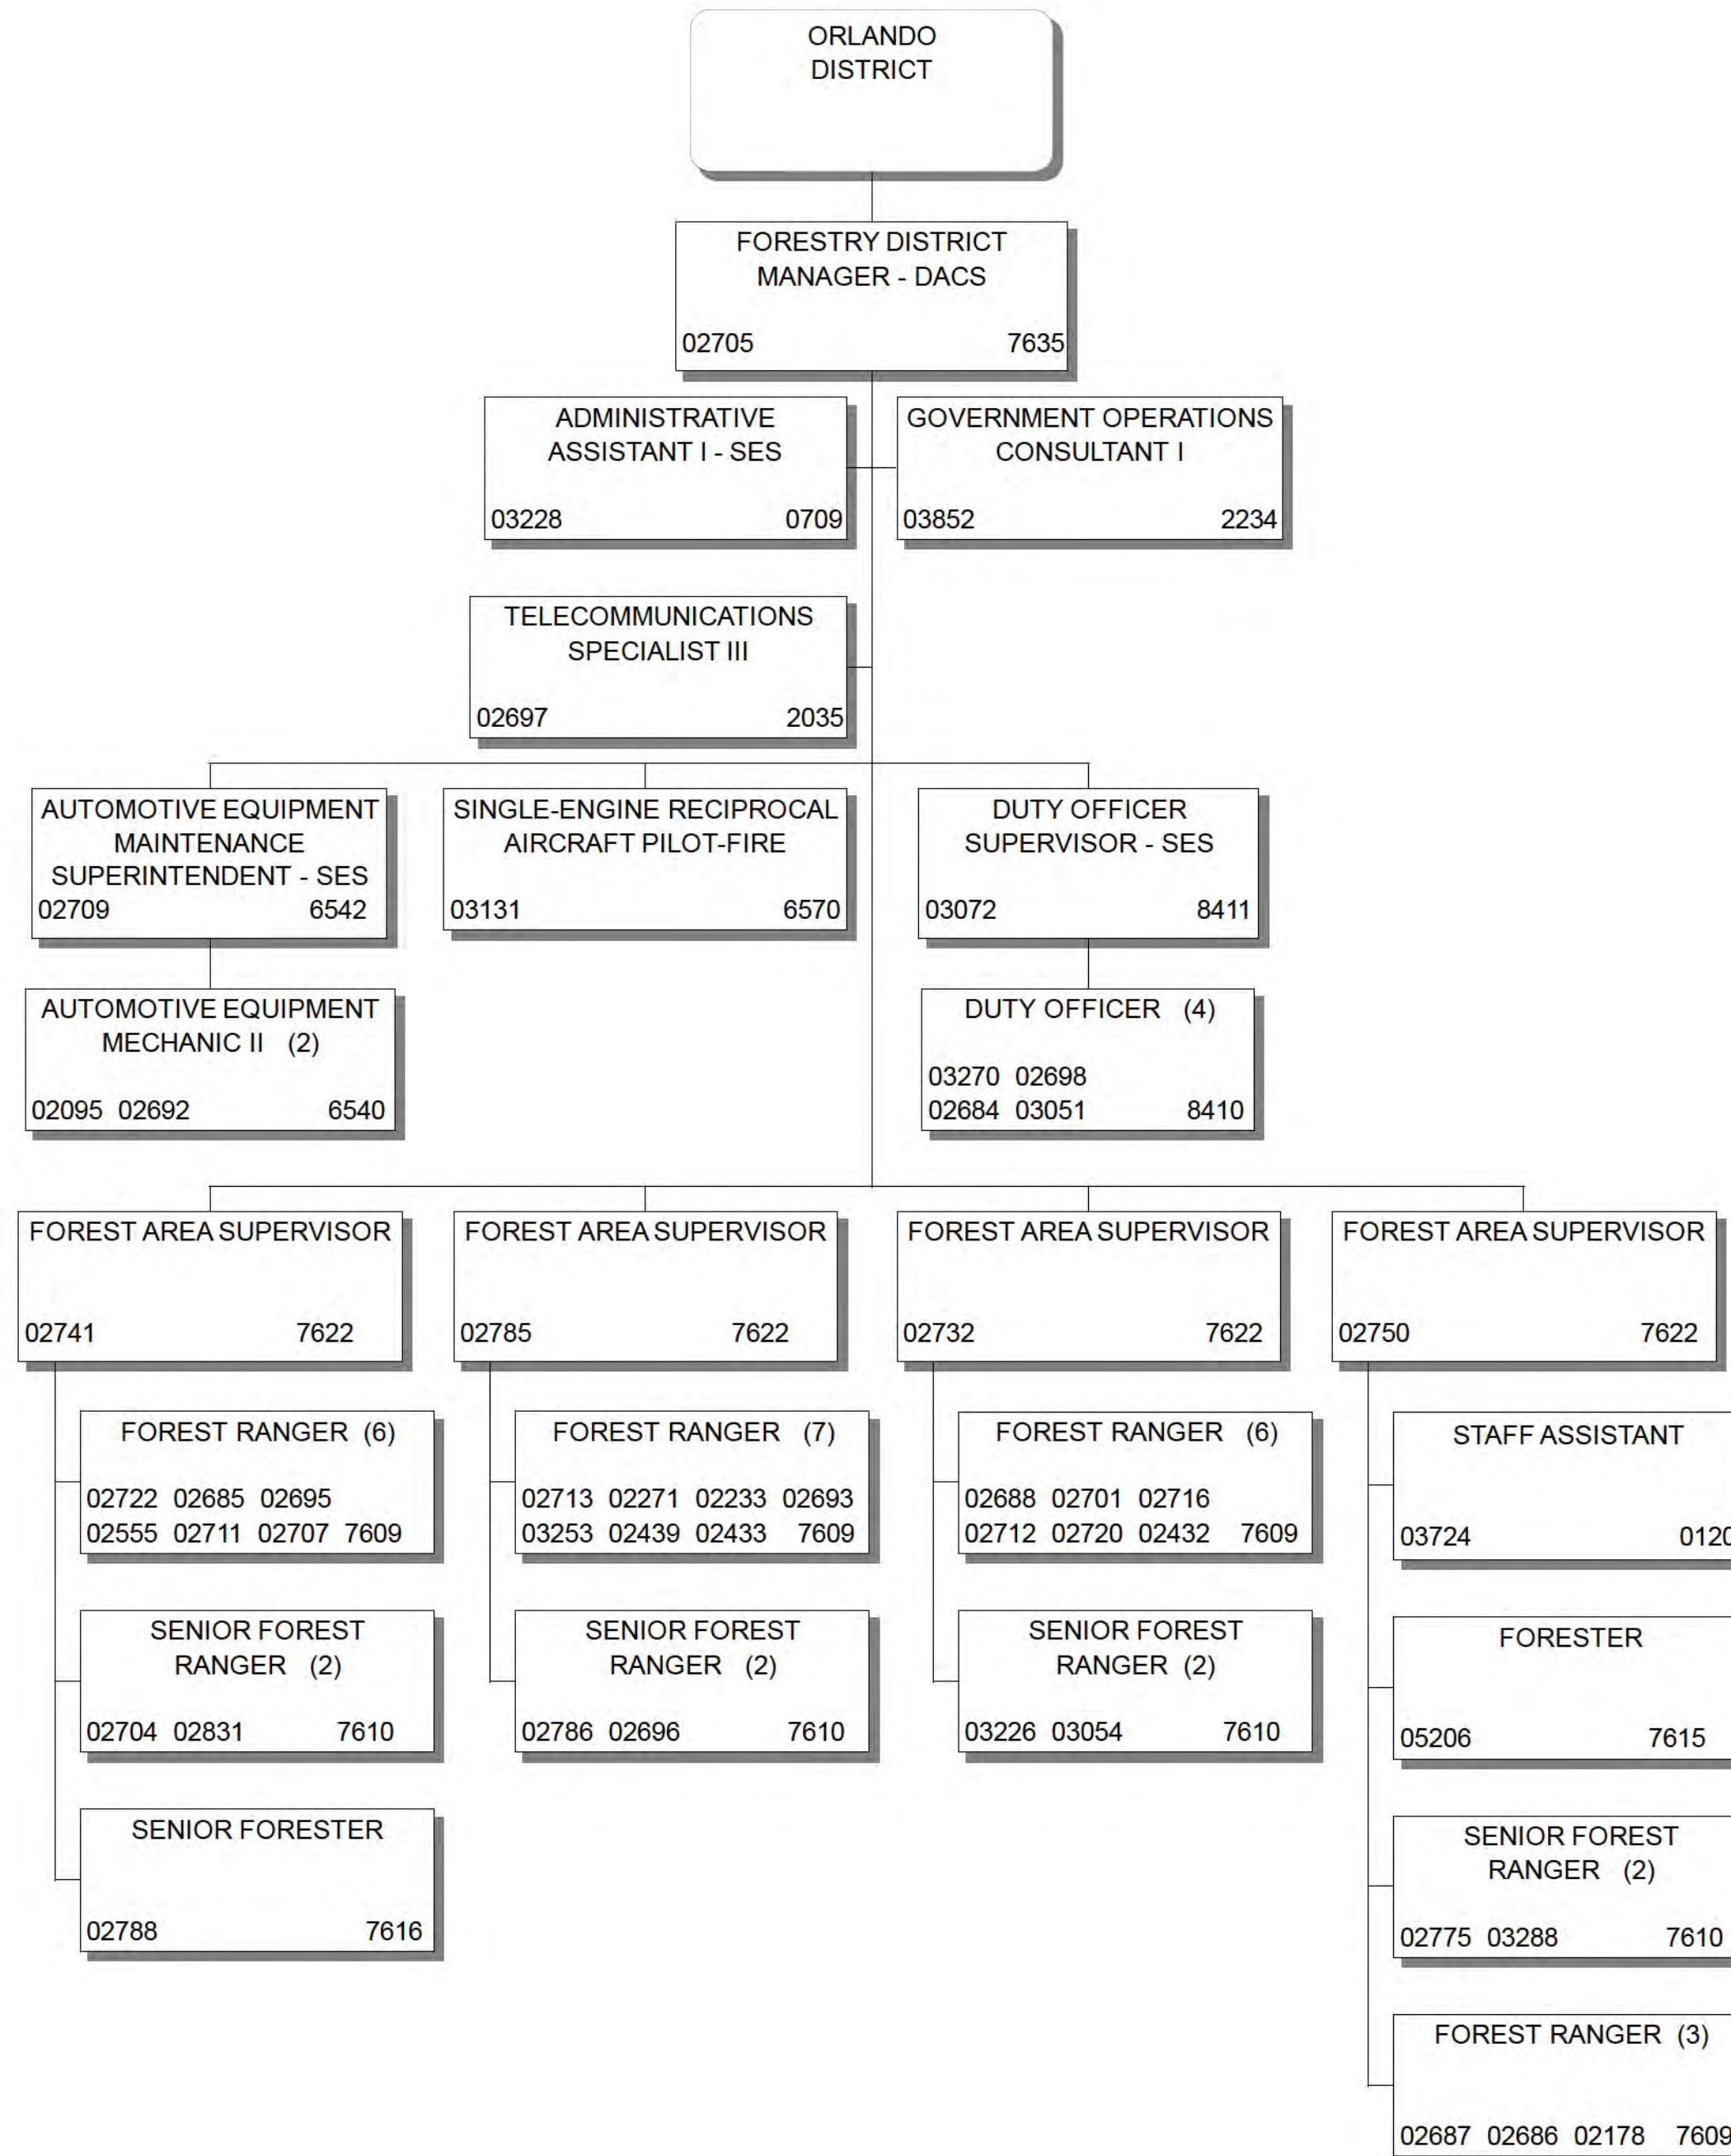 ORLANDO
DISTRICT
FORESTRY DISTRICT
MANAGER - DACS
02705 7635
ADMINISTRATIVE
ASSISTANT I - SES
03228 0709
GOVERNMENT OPERATIONS
CONSULTANT I
03852 2234
TELECOMMUNICATIONS
SPECIALIST III
02697 2035
AUTOMOTIVE EQUIPMENT
MAINTENANCE
SUPERINTENDENT - SES
02709 6542
SINGLE-ENGINE RECIPROCAL
AIRCRAFT PILOT-FIRE
03131 6570
DUTY OFFICER
SUPERVISOR - SES
03072 8411
AUTOMOTIVE EQUIPMENT
MECHANIC II (2)
02095 02692 6540
DUTY OFFICER (4)
03270 02698
02684 03051 8410
FOREST AREA SUPERVISOR
02741 7622
FOREST RANGER (6)
02722 02685 02695
02555 02711 02707 7609
SENIOR FOREST
RANGER (2)
02704 02831 7610
SENIOR FORESTER
02788 7616
FOREST AREA SUPERVISOR
02785 7622
FOREST RANGER (7)
02713 02271 02233 02693
03253 02439 02433 7609
SENIOR FOREST
RANGER (2)
02786 02696 7610
FOREST AREA SUPERVISOR
02732 7622
FOREST RANGER (6)
02688 02701 02716
02712 02720 02432 7609
SENIOR FOREST
RANGER (2)
03226 03054 7610
FOREST AREA SUPERVISOR
02750 7622
STAFF ASSISTANT
03724 0120
FORESTER
05206 7615
SENIOR FOREST
RANGER (2)
02775 03288 7610
FOREST RANGER (3)
02687 02686 02178 7609